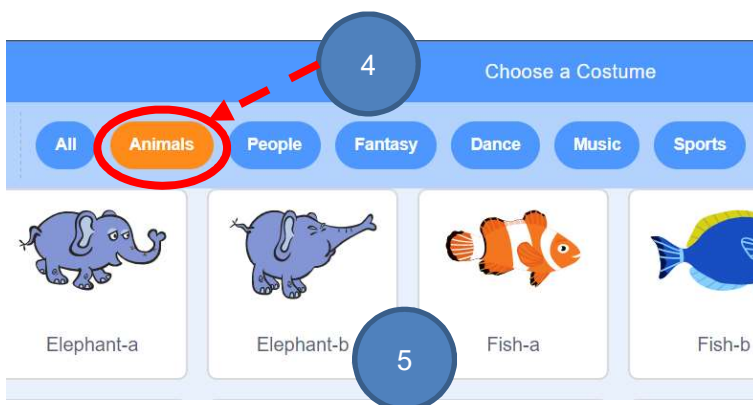 4
Choose a Costume
All Animals People Fantasy Dance Music Sports
Elephant-a Elephant-b Fish-a Fish-b
5